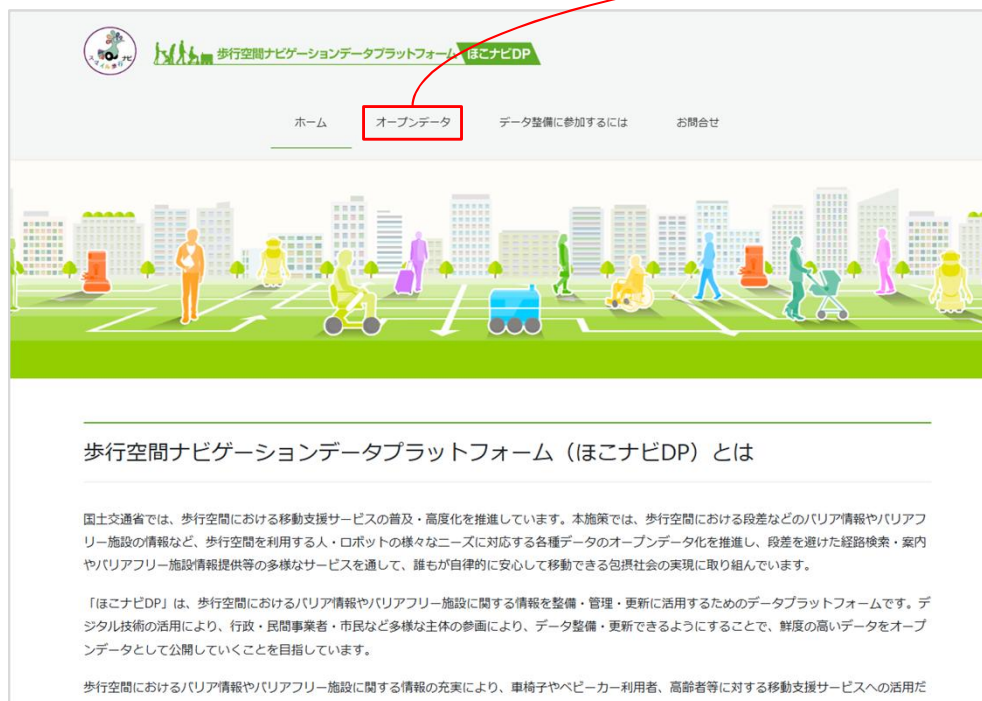 スタイル歩行ナビ
歩行空間ナビゲーションデータプラットフォーム ほこナビDP
ホーム オープンデータ データ整備に参加するには お問合せ
歩行空間ナビゲーションデータプラットフォーム（ほこナビDP）とは
国土交通省では、歩行空間における移動支援サービスの普及・高度化を推進しています。本施策では、歩行空間における段差などのバリア情報やバリアフ
リー施設の情報など、歩行空間を利用する人・ロボットの様々なニーズに対応する各種データのオープンデータ化を推進し、段差を避けた経路検索・案内
やバリアフリー施設情報提供等の多様なサービスを通して、誰もが自律的に安心して移動できる包摂社会の実現に取り組んでいます。
「ほこナビDP」は、歩行空間におけるバリア情報やバリアフリー施設に関する情報を整備・管理・更新に活用するためのデータプラットフォームです。デ
ジタル技術の活用により、行政・民間事業者・市民など多様な主体の参画により、データ整備・更新できるようにすることで、鮮度の高いデータをオープ
ンデータとして公開していくことを目指しています。
歩行空間におけるバリア情報やバリアフリー施設に関する情報の充実により、車椅子やベビーカー利用者、高齢者等に対する移動支援サービスへの活用だ